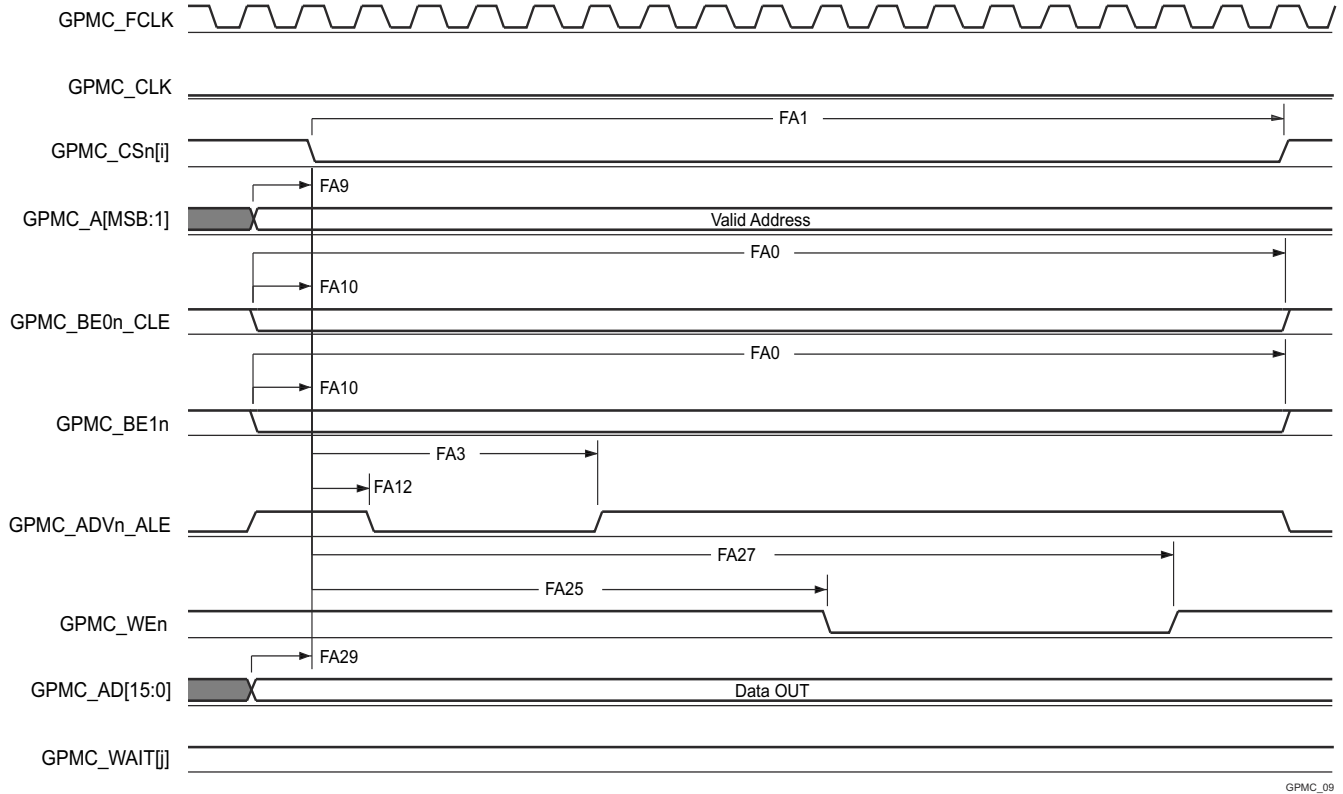 GPMC_FCLK
GPMC_CLK
FA1
GPMC_CSn[i]
FA9
GPMC_A[MSB:1]
Valid Address
FA0
FA10
GPMC_BE0n_CLE
FA0
FA10
GPMC_BE1n
FA3
FA12
GPMC_ADVn_ALE
FA27
FA25
GPMC_WEn
FA29
GPMC_AD[15:0]
Data OUT
GPMC_WAIT[j]
GPMC_09